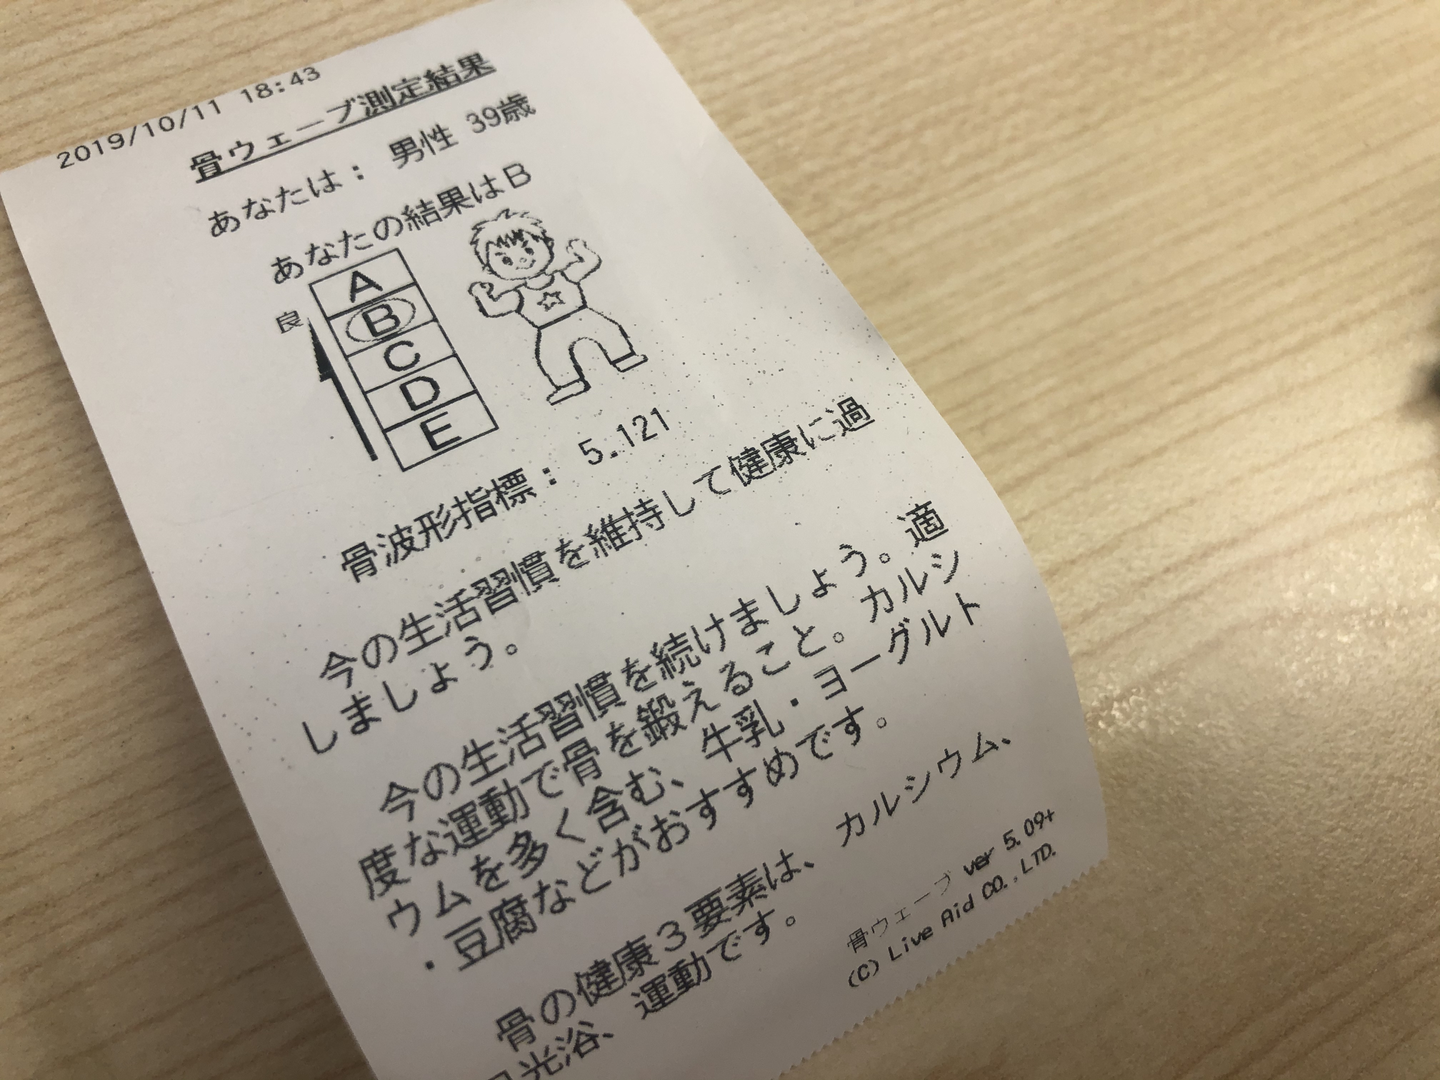 2019/10/11 18:43
骨ウェーブ測定結果
あなたは： 男性 39歳
あなたの結果はB
良
A
B
C
D
E
骨波形指標： 5.121
今の生活習慣を維持して健康に過
しましょう。
今の生活習慣を続けましょう。適
度な運動で骨を鍛えること。カルシ
ウムを多く含む、牛乳・ヨーグルト
・豆腐などがおすすめです。
骨の健康３要素は、カルシウム、
日光浴、運動です。
骨ウェーブ ver 5.09+
(C) Live Aid CO.,LTD.